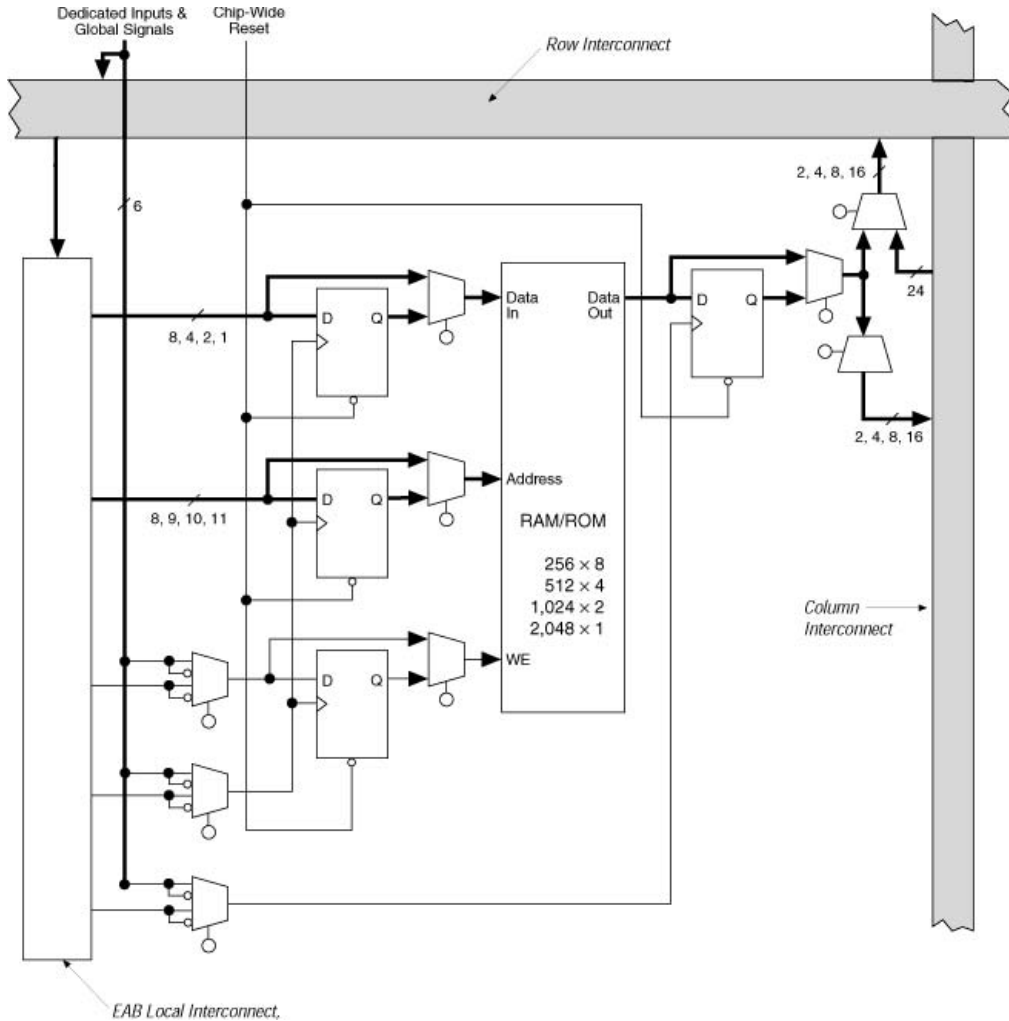 Dedicated Inputs &
Global Signals
Chip-Wide
Reset
Row Interconnect
6
2, 4, 8, 16
24
D Q
8, 4, 2, 1
Data
In
Data
Out
D Q
2, 4, 8, 16
D Q
8, 9, 10, 11
Address
RAM/ROM
256 × 8
512 × 4
1,024 × 2
2,048 × 1
Column
Interconnect
D Q
WE
EAB Local Interconnect,